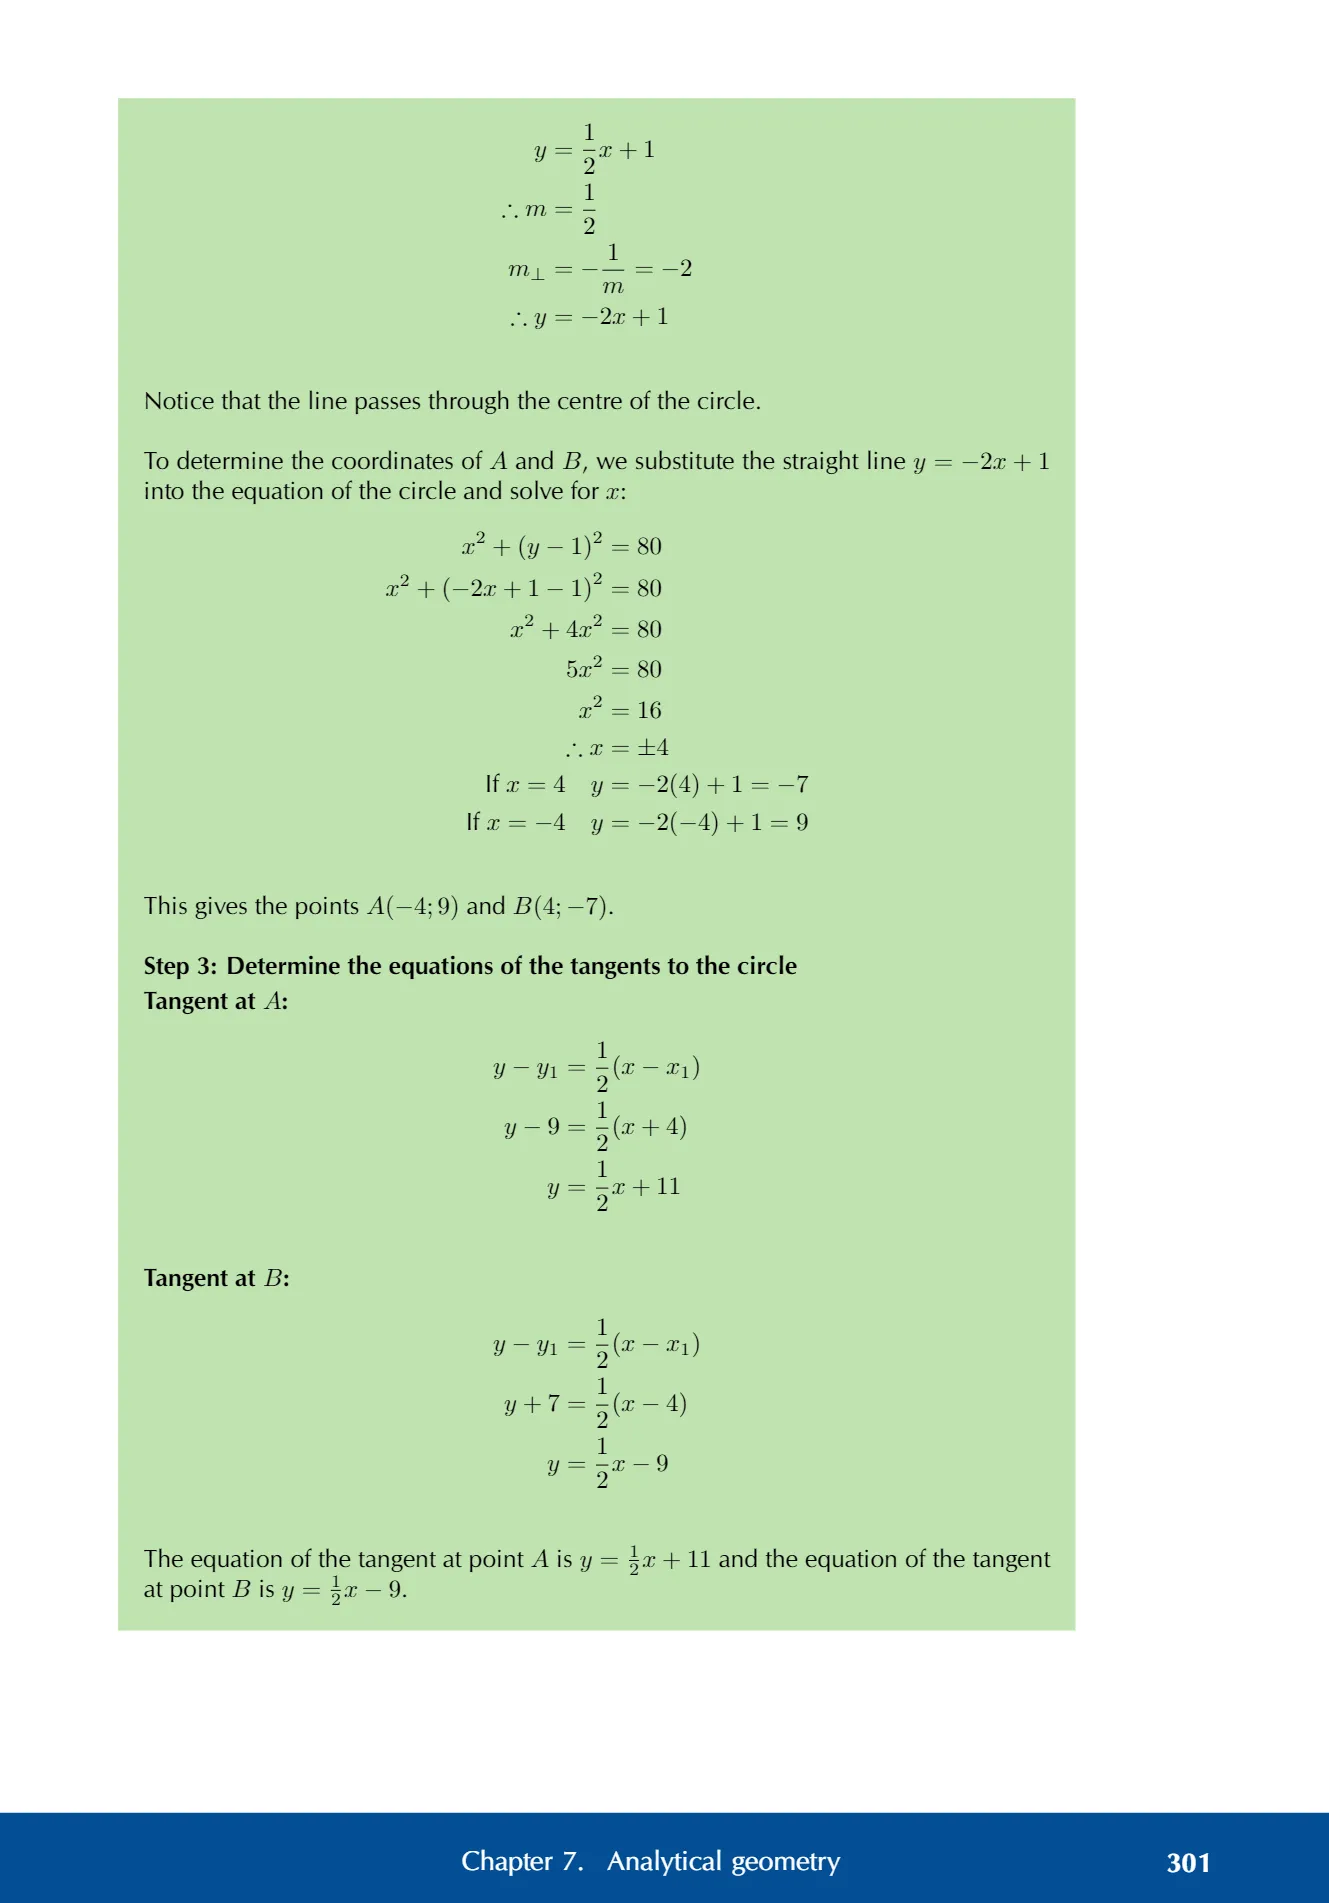 y = \frac{1}{2}x + 1
∴ m = \frac{1}{2}
m_⊥ = -\frac{1}{m} = -2
∴ y = -2x + 1
Notice that the line passes through the centre of the circle.
To determine the coordinates of A and B, we substitute the straight line y = -2x + 1
into the equation of the circle and solve for x:
x^2 + (y - 1)^2 = 80
x^2 + (-2x + 1 - 1)^2 = 80
x^2 + 4x^2 = 80
5x^2 = 80
x^2 = 16
∴ x = ±4
If x = 4 y = -2(4) + 1 = -7
If x = -4 y = -2(-4) + 1 = 9
This gives the points A(-4; 9) and B(4; -7).
Step 3: Determine the equations of the tangents to the circle
Tangent at A:
y - y_1 = \frac{1}{2}(x - x_1)
y - 9 = \frac{1}{2}(x + 4)
y = \frac{1}{2}x + 11
Tangent at B:
y - y_1 = \frac{1}{2}(x - x_1)
y + 7 = \frac{1}{2}(x - 4)
y = \frac{1}{2}x - 9
The equation of the tangent at point A is y = \frac{1}{2}x + 11 and the equation of the tangent
at point B is y = \frac{1}{2}x - 9.
Chapter 7. Analytical geometry 301